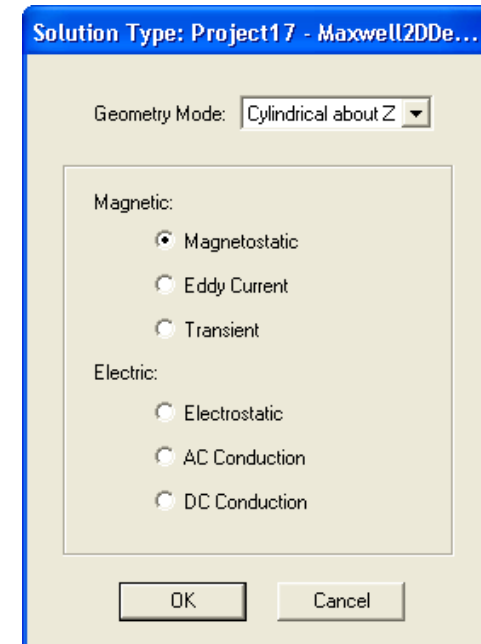 Solution Type: Project17 - Maxwell2DDe...
Geometry Mode: Cylindrical about Z
Magnetic:
Magnetostatic
Eddy Current
Transient
Electric:
Electrostatic
AC Conduction
DC Conduction
OK Cancel